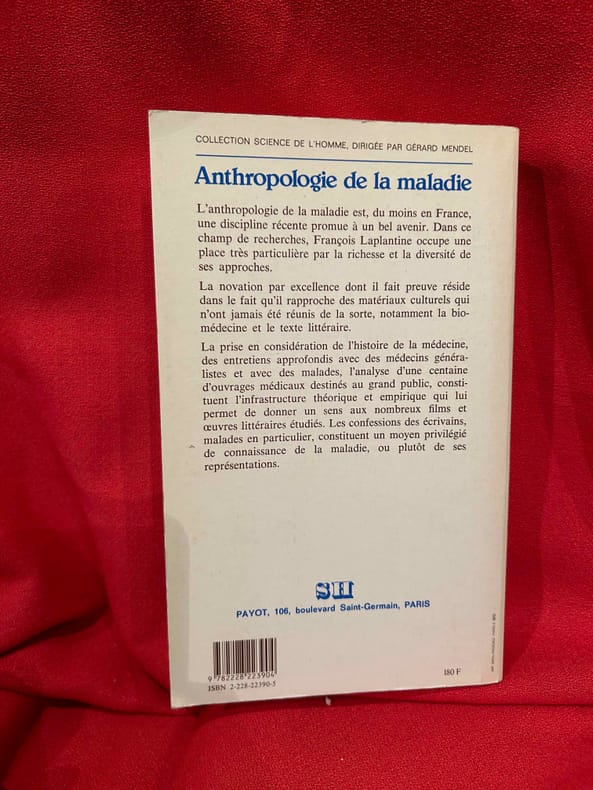 COLLECTION SCIENCE DE L'HOMME, DIRIGÉE PAR GÉRARD MENDEL
Anthropologie de la maladie
L'anthropologie de la maladie est, du moins en France,
une discipline récente promue à un bel avenir. Dans ce
champ de recherches, François Laplantine occupe une
place très particulière par la richesse et la diversité de
ses approches.
La novation par excellence dont il fait preuve réside
dans le fait qu'il rapproche des matériaux culturels qui
n'ont jamais été réunis de la sorte, notamment la bio-
médecine et le texte littéraire.
La prise en considération de l'histoire de la médecine,
des entretiens approfondis avec des médecins généra-
listes et avec des malades, l'analyse d'une centaine
d'ouvrages médicaux destinés au grand public, consti-
tuent l'infrastructure théorique et empirique qui lui
permet de donner un sens aux nombreux films et
œuvres littéraires étudiés. Les confessions des écrivains,
malades en particulier, constituent un moyen privilégié
de connaissance de la maladie, ou plutôt de ses
représentations.
SH
PAYOT, 106, boulevard Saint-Germain, PARIS
9 782228 223904
ISBN 2-228-22390-5
180 F